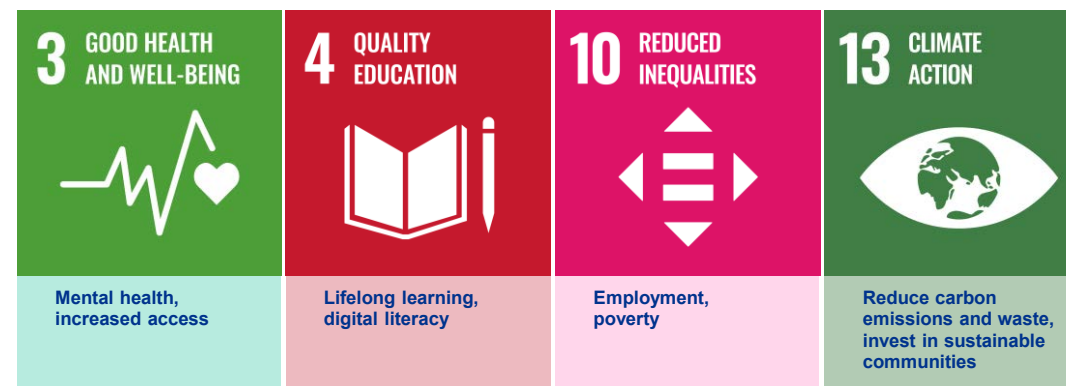 3 GOOD HEALTH
AND WELL-BEING
Mental health,
increased access
4 QUALITY
EDUCATION
Lifelong learning,
digital literacy
10 REDUCED
INEQUALITIES
Employment,
poverty
13 CLIMATE
ACTION
Reduce carbon
emissions and waste,
invest in sustainable
communities